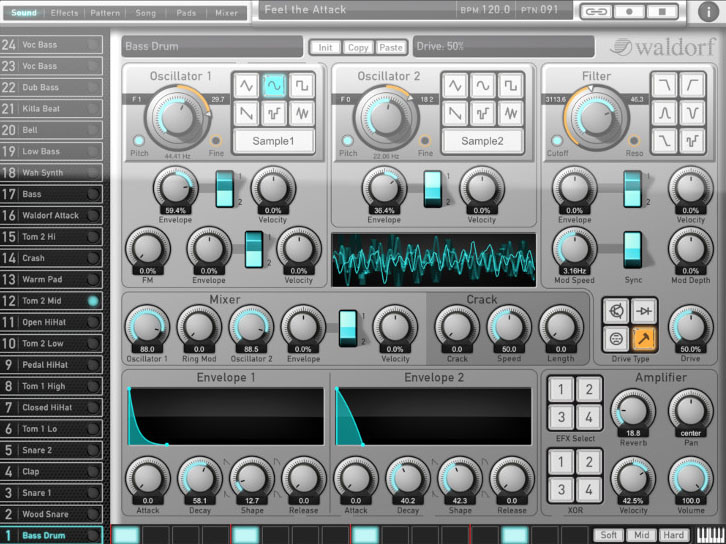 Sound Effects Pattern Song Pads Mixer
Feel the Attack BPM: 120.0 PTN: 091
24 Voc Bass
23 Voc Bass
22 Dub Bass
21 Killa Beat
20 Bell
19 Low Bass
18 Wah Synth
17 Bass
16 Waldorf Attack
15 Tom 2 Hi
14 Crash
13 Warm Pad
12 Tom 2 Mid
11 Open HiHat
10 Tom 2 Low
9 Pedal HiHat
8 Tom 1 High
7 Closed HiHat
6 Tom 1 Lo
5 Snare 2
4 Clap
3 Snare 1
2 Wood Snare
1 Bass Drum
Bass Drum Init Copy Paste Drive: 50% waldorf
Oscillator 1
F 1 29.7
Pitch Fine
44.41 Hz
Sample1
59.4% 1 2 0.0%
Envelope Velocity
0.0% 0.0% 1 2 0.0%
FM Envelope Velocity
Oscillator 2
F 0 18.2
Pitch Fine
22.06 Hz
Sample2
36.4% 1 2 0.0%
Envelope Velocity
Filter
3113.6 46.3
Cutoff Reso
0.0% 1 2 0.0%
Envelope Velocity
3.16Hz 0.0%
Mod Speed Sync Mod Depth
Mixer
88.0 0.0 88.5 0.0% 1 2 0.0%
Oscillator 1 Ring Mod Oscillator 2 Envelope Velocity
Crack
0.0 50.0 0.0
Crack Speed Length
50.0%
Drive Type Drive
Envelope 1
0.0 58.1 12.7 0.0
Attack Decay Shape Release
Envelope 2
0.0 40.2 42.3 0.0
Attack Decay Shape Release
Amplifier
1 2
3 4
EFX Select
18.8 center
Reverb Pan
1 2
3 4
XOR
42.5% 100.0
Velocity Volume
Soft Mid Hard